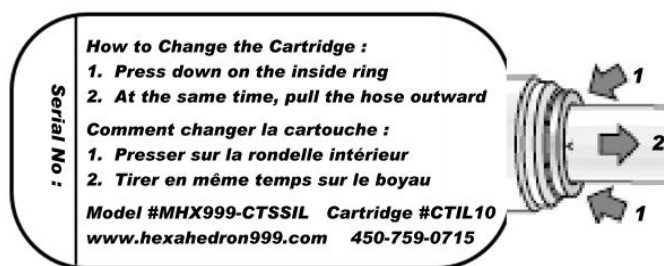 Serial No :
How to Change the Cartridge :
1. Press down on the inside ring
2. At the same time, pull the hose outward
Comment changer la cartouche :
1. Presser sur la rondelle intérieur
2. Tirer en même temps sur le boyau
Model #MHX999-CTSSIL Cartridge #CTIL10
www.hexahedron999.com 450-759-0715
1
2
1